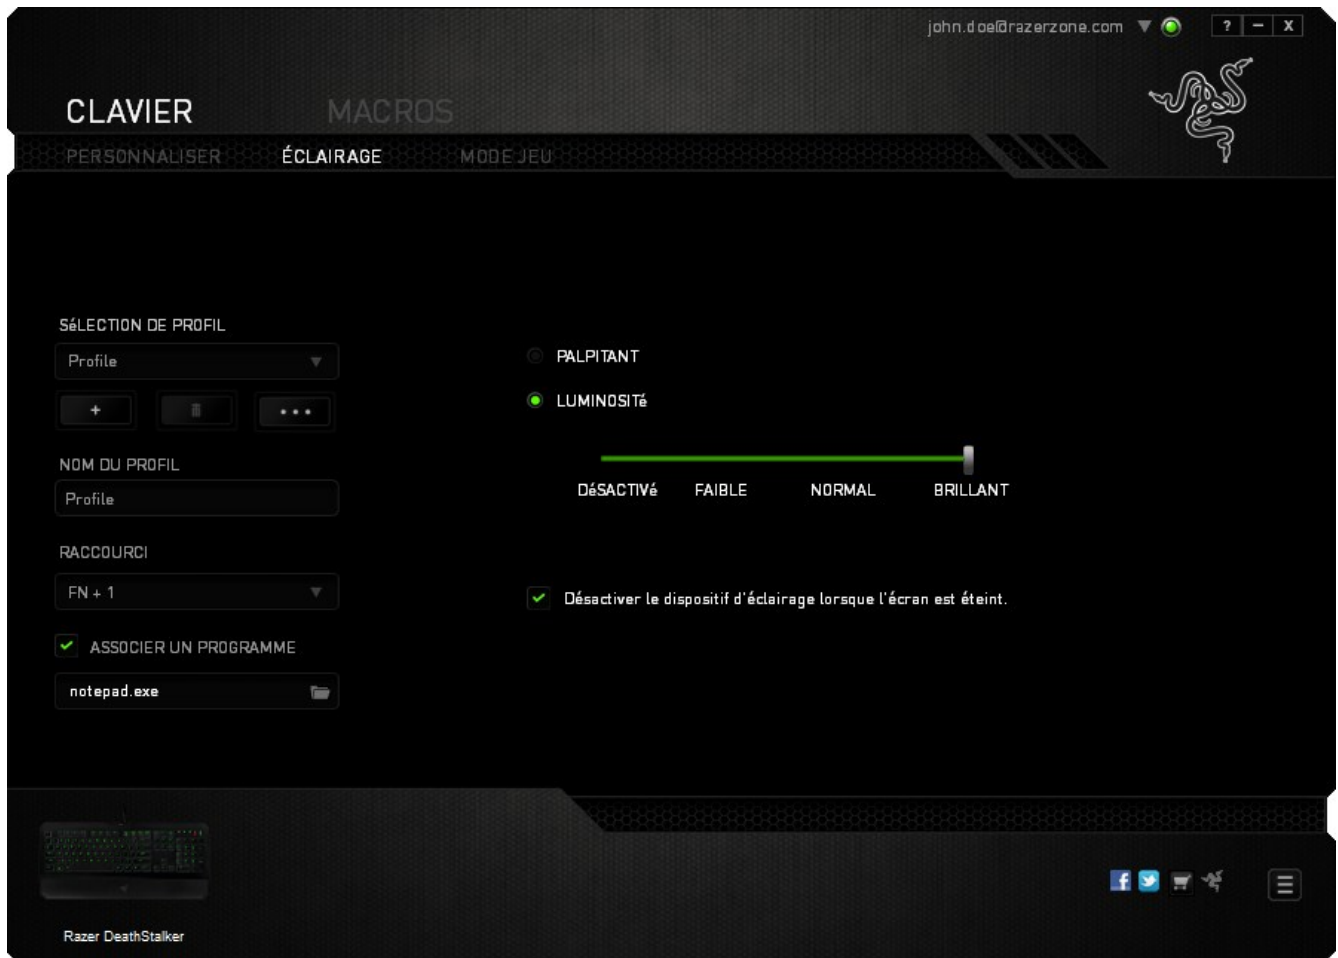 john.doe@razerzone.com
? – X
CLAVIER MACROS
PERSONNALISER ÉCLAIRAGE MODE JEU
SéLECTION DE PROFIL
Profile
+ •••
NOM DU PROFIL
Profile
RACCOURCI
FN + 1
ASSOCIER UN PROGRAMME
notepad.exe
PALPITANT
LUMINOSITé
DéSACTIVé FAIBLE NORMAL BRILLANT
Désactiver le dispositif d'éclairage lorsque l'écran est éteint.
Razer DeathStalker